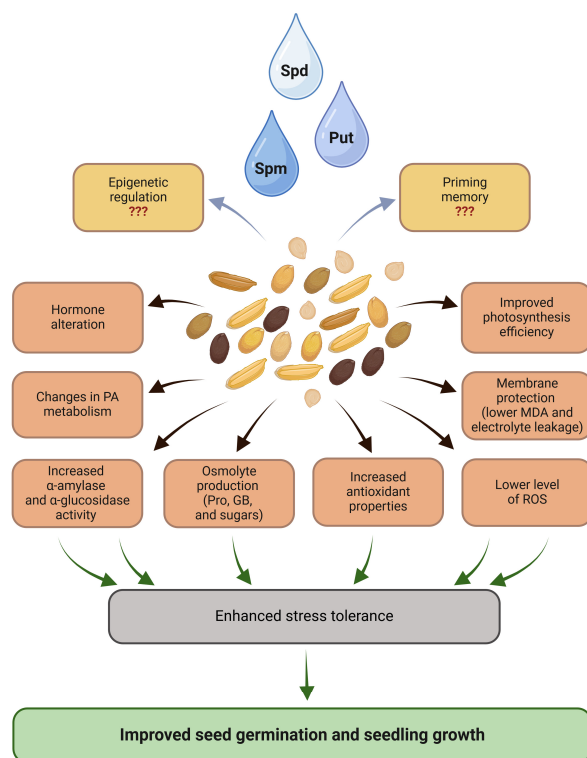 Spd
Put
Spm
Epigenetic
regulation
???
Priming
memory
???
Hormone
alteration
Improved
photosynthesis
efficiency
Changes in PA
metabolism
Membrane
protection
(lower MDA and
electrolyte leakage)
Increased
α-amylase
and α-glucosidase
activity
Osmolyte
production
(Pro, GB,
and sugars)
Increased
antioxidant
properties
Lower level
of ROS
Enhanced stress tolerance
Improved seed germination and seedling growth